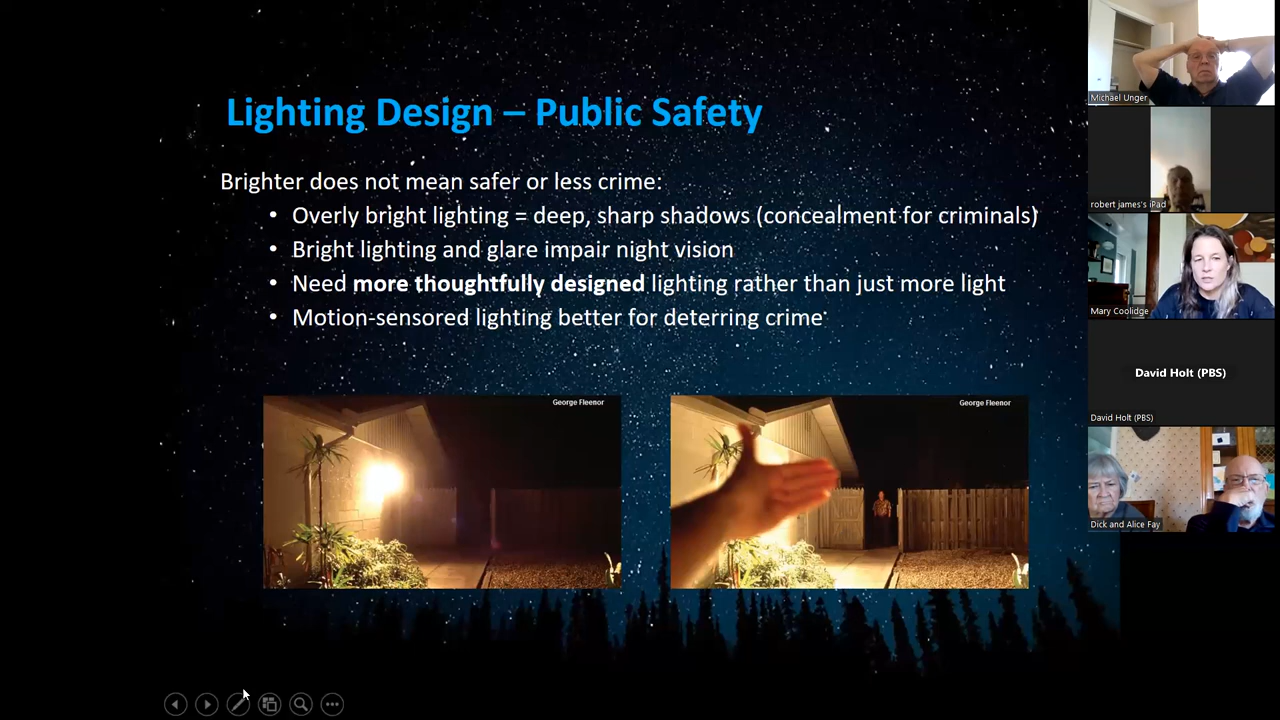 Lighting Design – Public Safety
Brighter does not mean safer or less crime:
• Overly bright lighting = deep, sharp shadows (concealment for criminals)
• Bright lighting and glare impair night vision
• Need more thoughtfully designed lighting rather than just more light
• Motion-sensored lighting better for deterring crime
George Fleenor
George Fleenor
Michael Unger
robert james's iPad
Mary Coolidge
David Holt (PBS)
David Holt (PBS)
Dick and Alice Fay